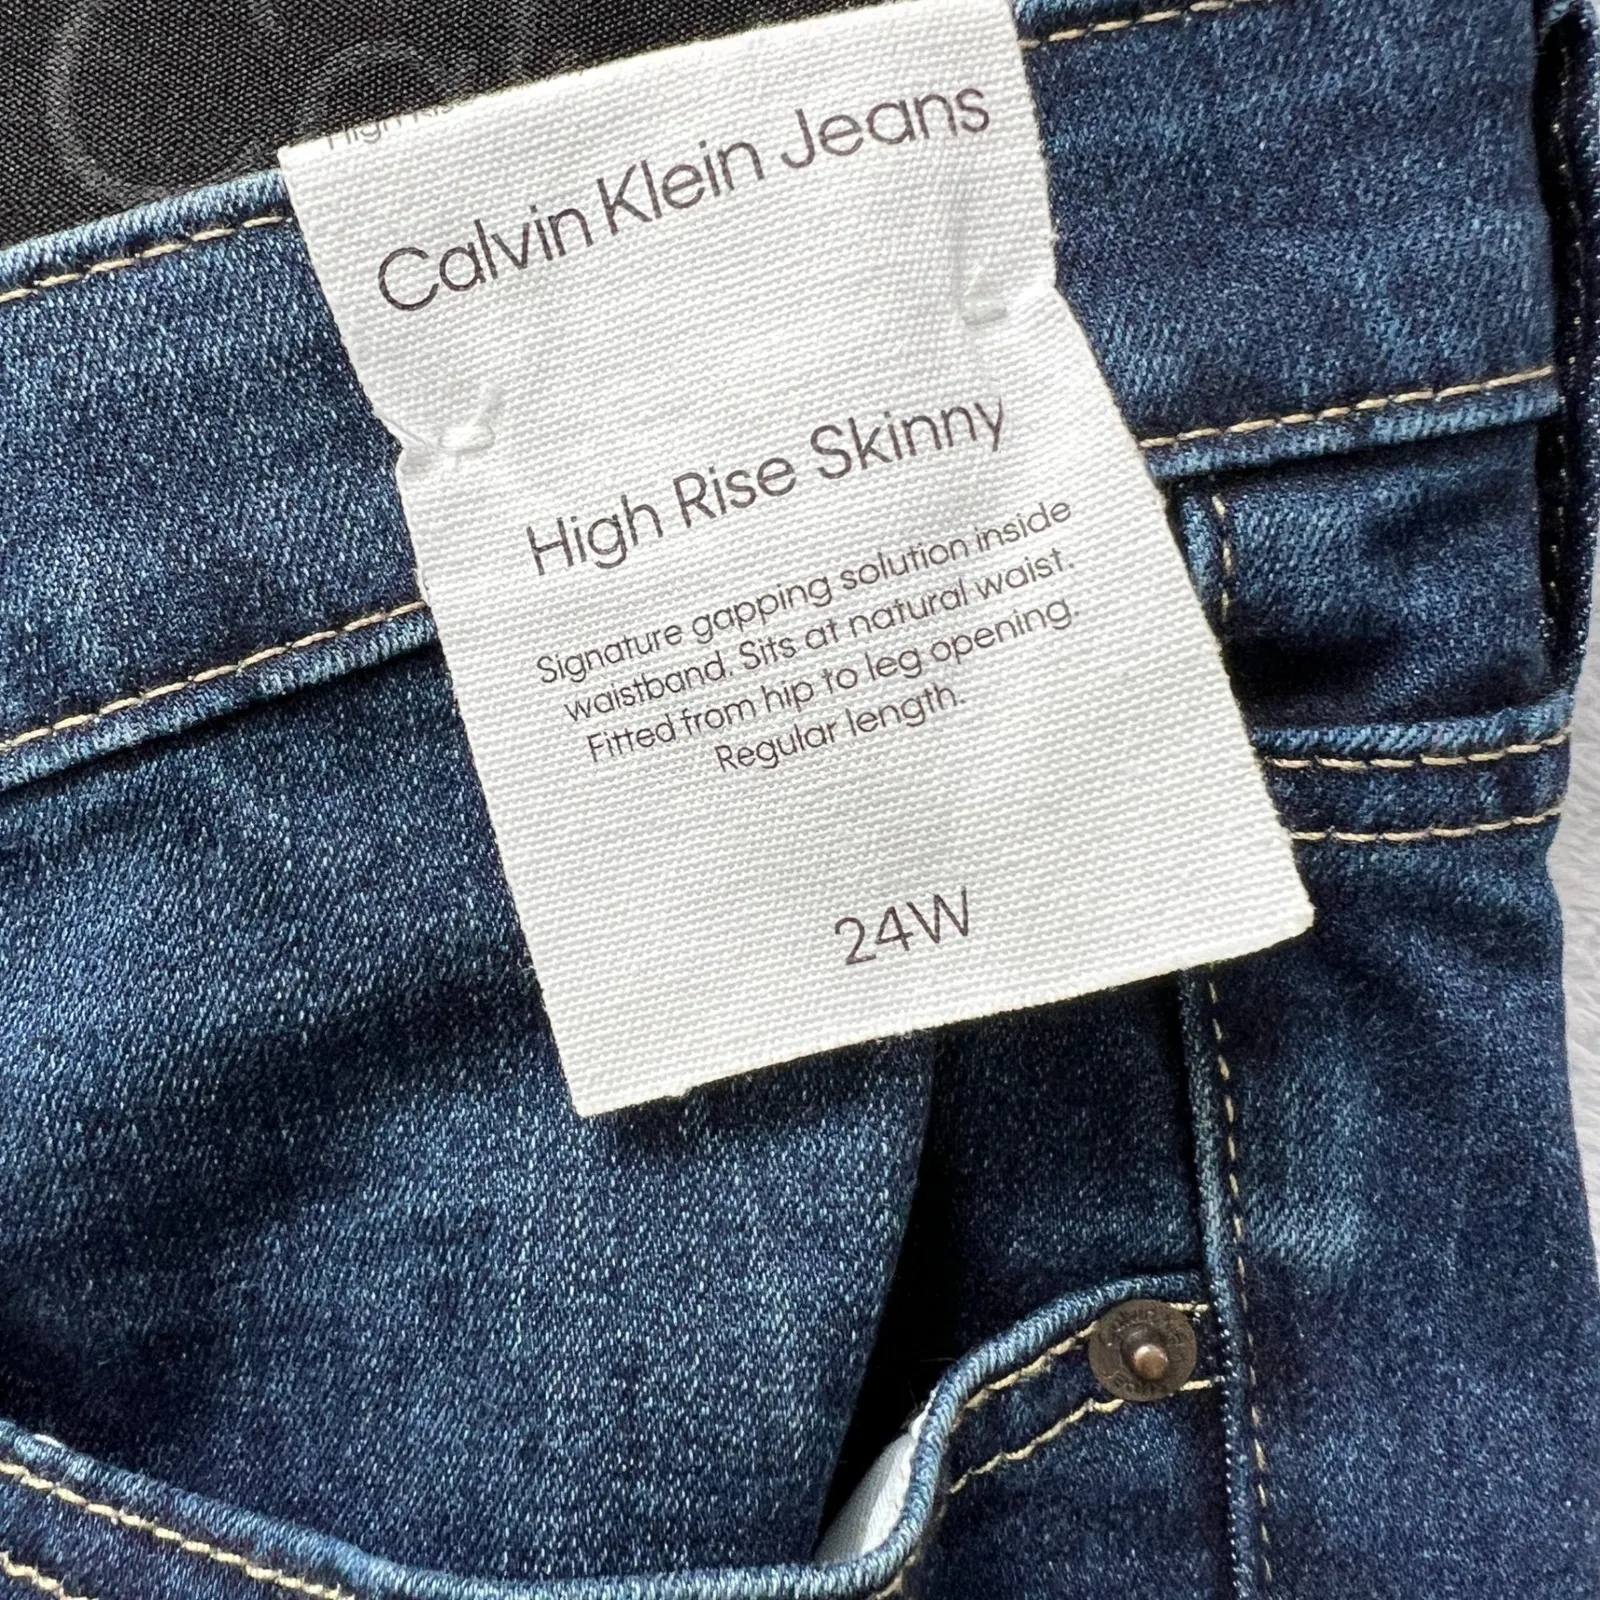 Calvin Klein Jeans
High Rise Skinny
Signature gapping solution inside
waistband. Sits at natural waist.
Fitted from hip to leg opening.
Regular length.
24W